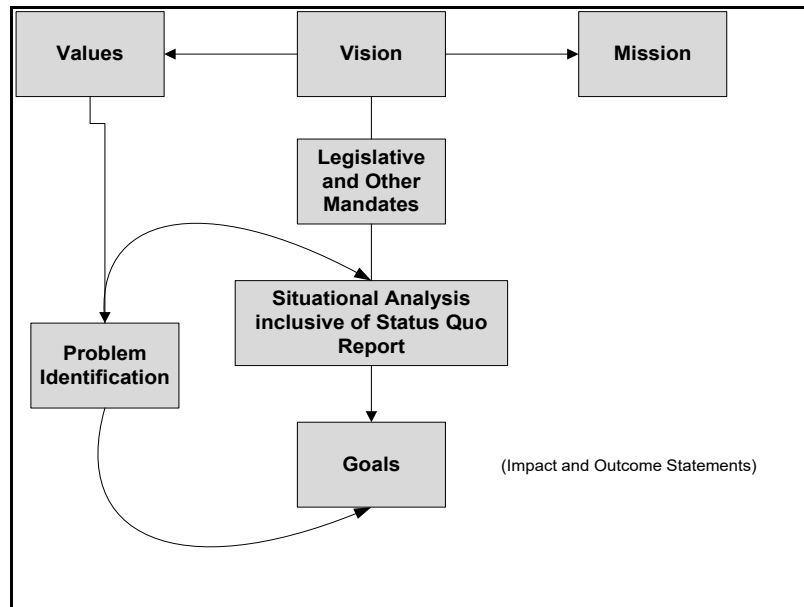 Values
Vision
Mission
Legislative
and Other
Mandates
Situational Analysis
inclusive of Status Quo
Report
Problem
Identification
Goals
(Impact and Outcome Statements)